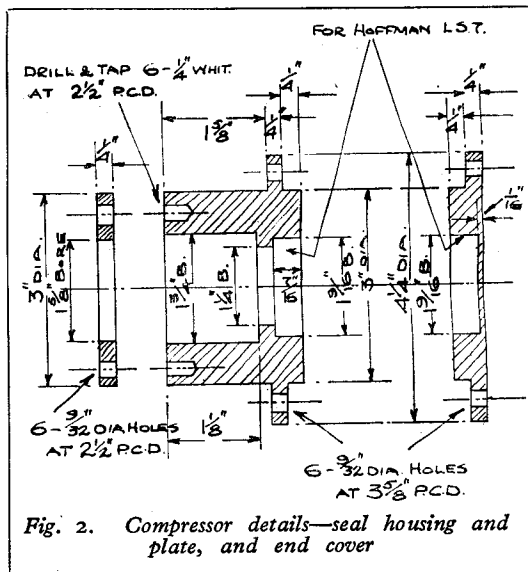 FOR HOFFMAN L.S.7.
DRILL & TAP 6-1/4" WHIT.
AT 2 1/2" P.C.D.
1/4"
1/4"
1 5/8"
1/4"
1/4"
1/4"
1/16"
3" DIA.
1 5/8" BORE
1 3/4" B.
1 1/4" B.
1 9/16" B.
3" DIA.
4 1/4" DIA.
1 9/16" B.
1 1/8"
6-9/32" DIA HOLES
AT 2 1/2" P.C.D.
6-9/32" DIA. HOLES
AT 3 5/8" P.C.D.
Fig. 2. Compressor details—seal housing and
plate, and end cover